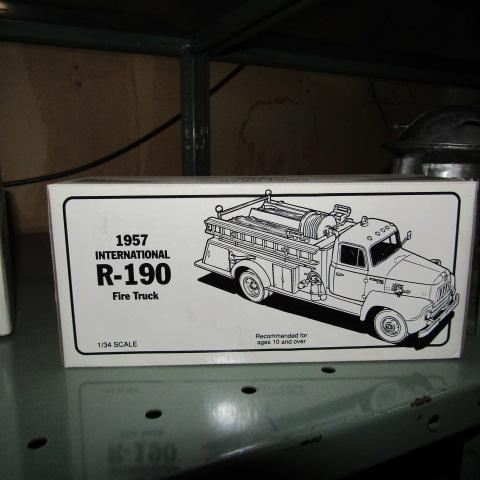 1957
INTERNATIONAL
R-190
Fire Truck
1/34 SCALE
Recommended for
ages 10 and over